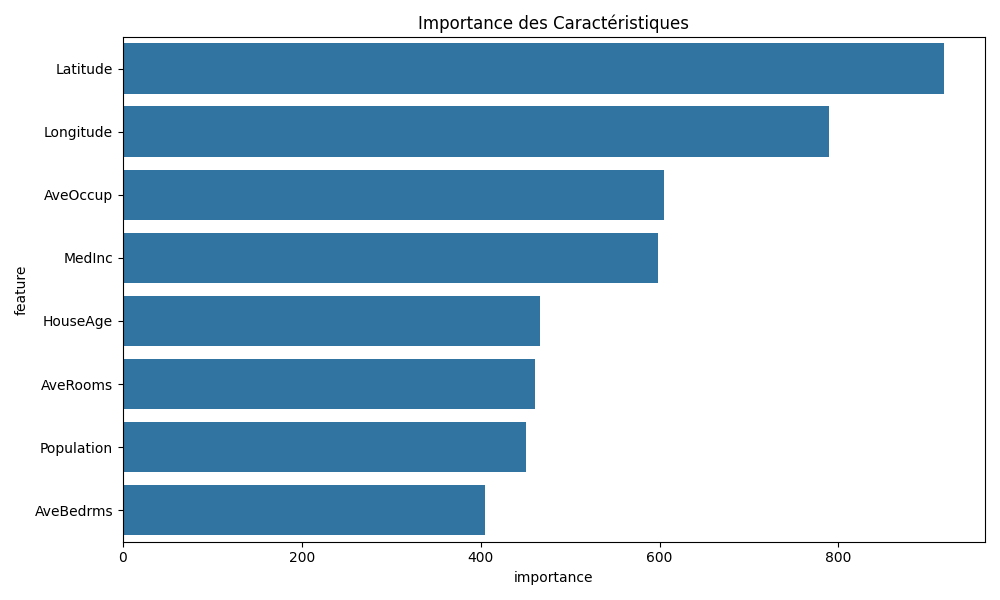 Importance des Caractéristiques
Latitude
Longitude
AveOccup
MedInc
HouseAge
AveRooms
Population
AveBedrms
feature
0 200 400 600 800
importance